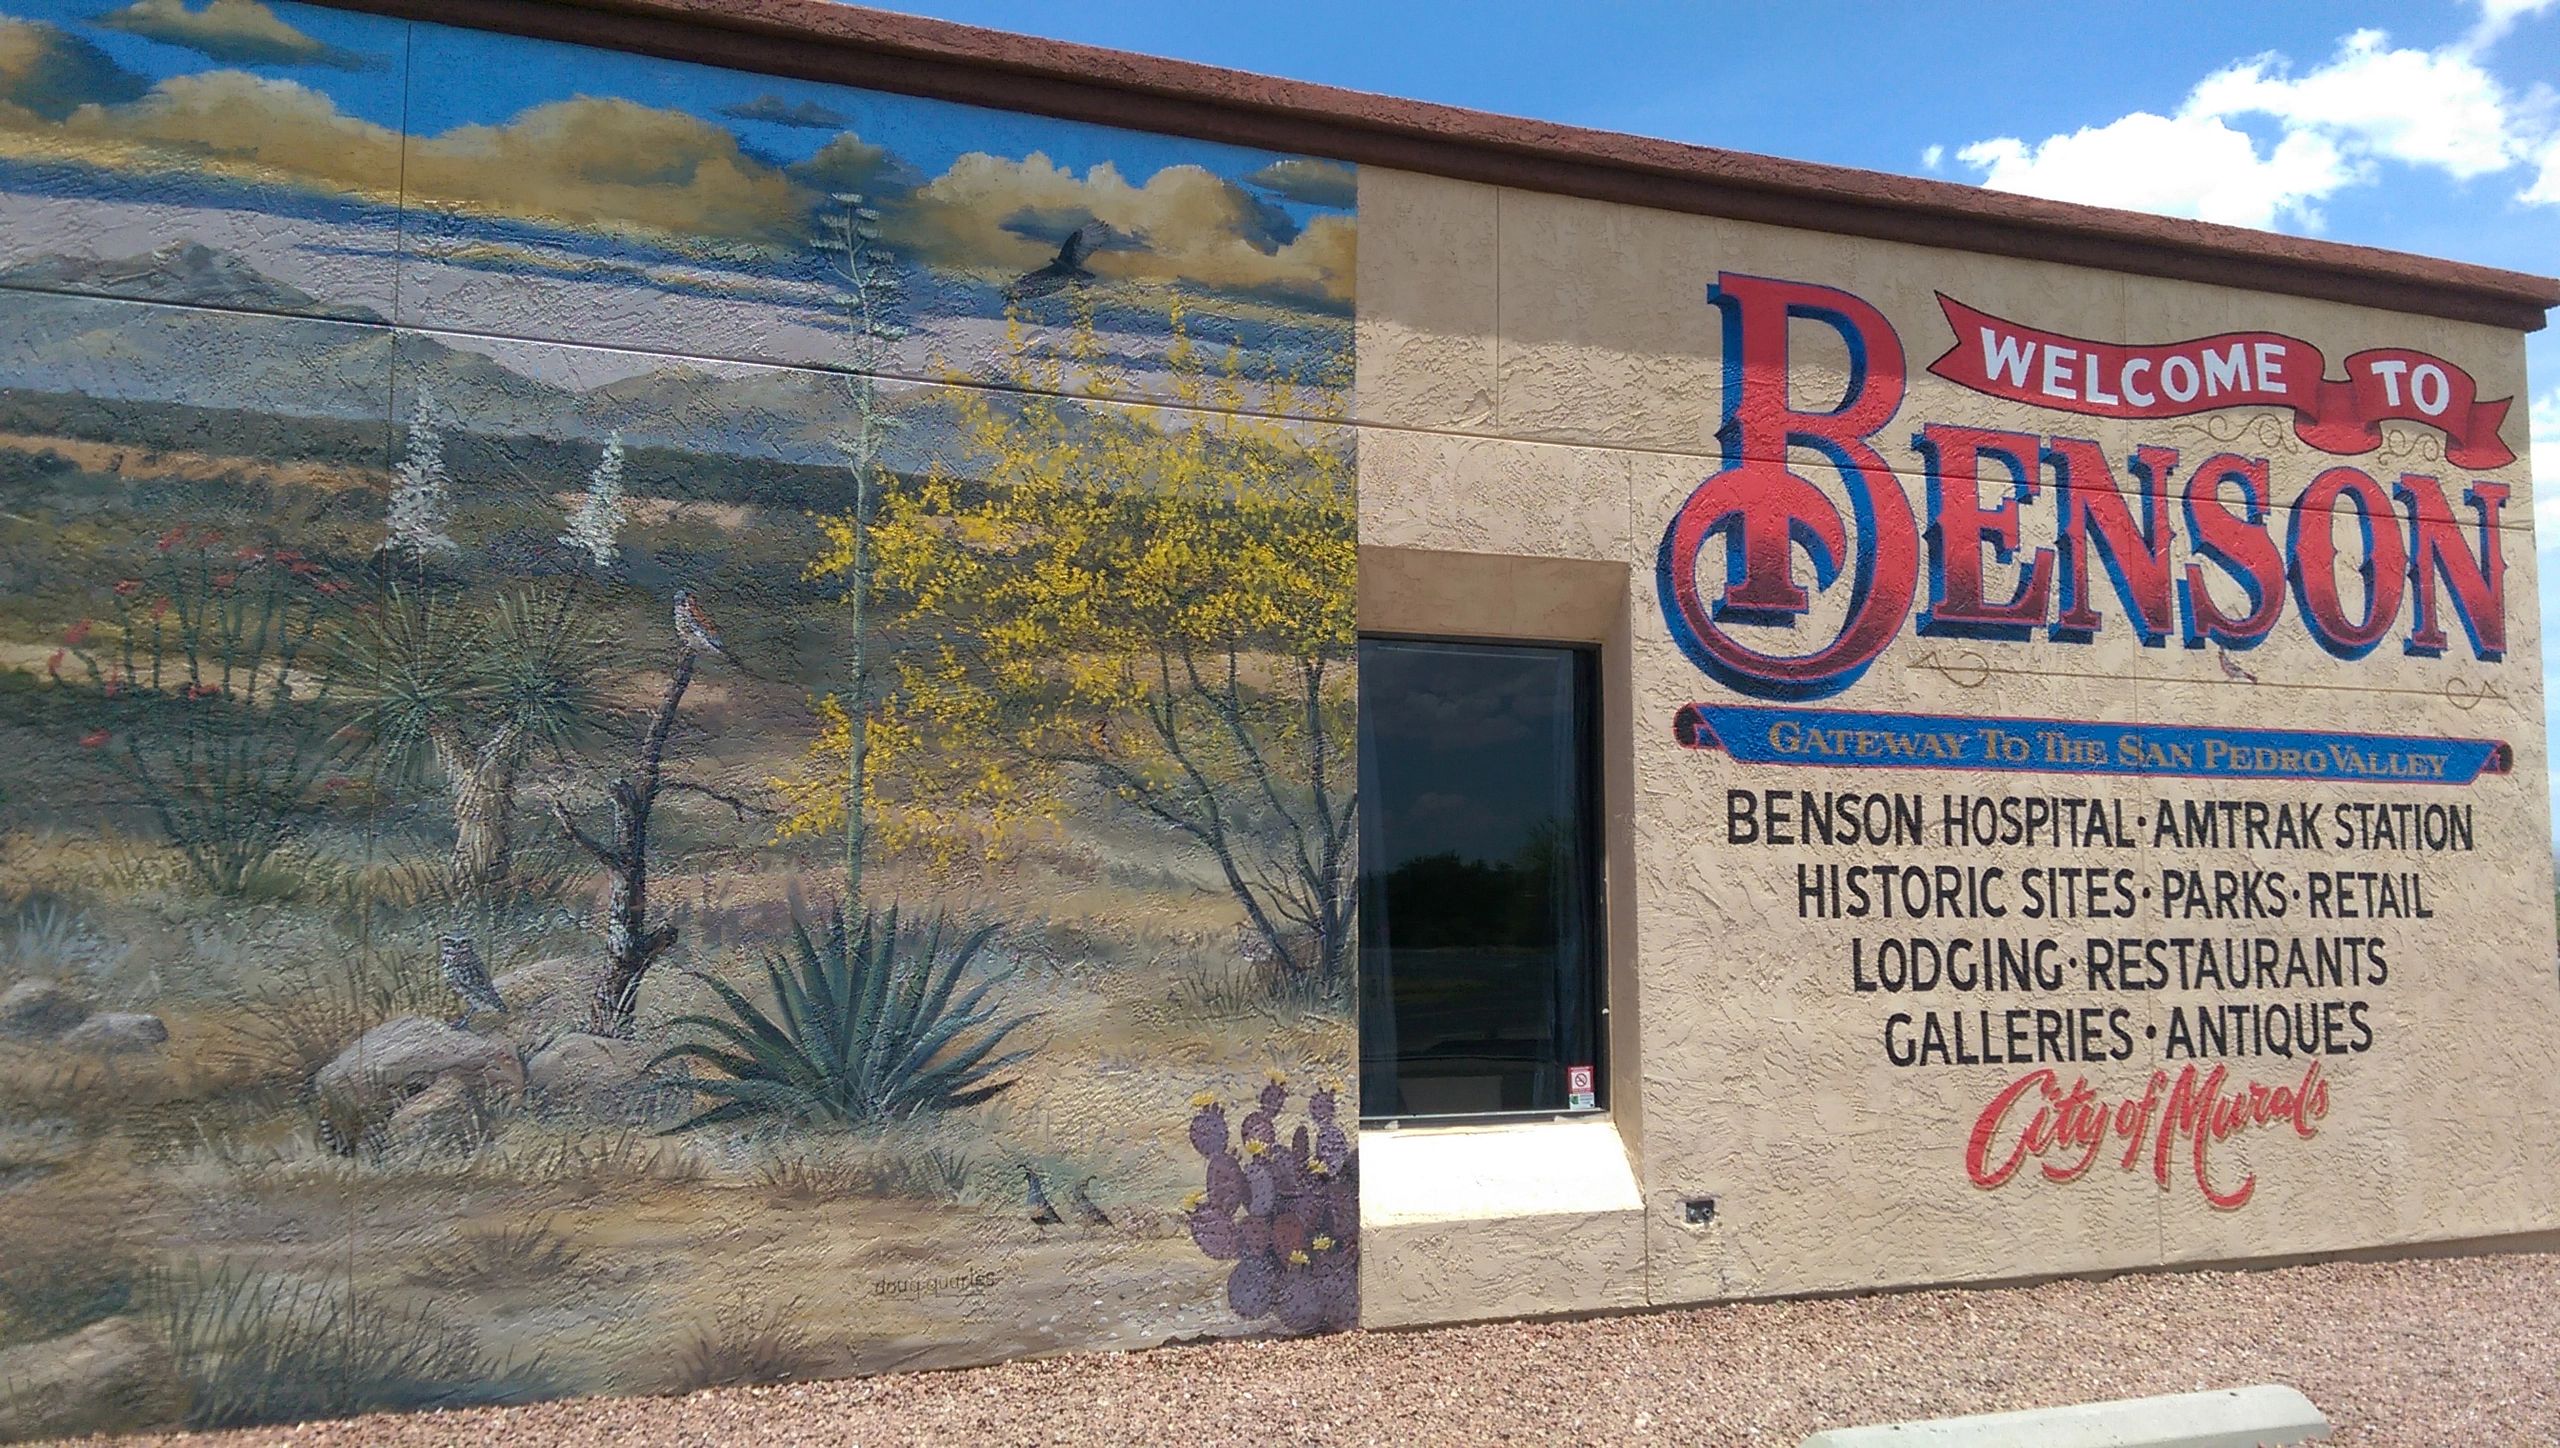 WELCOME TO
BENSON
GATEWAY TO THE SAN PEDRO VALLEY
BENSON HOSPITAL · AMTRAK STATION
HISTORIC SITES · PARKS · RETAIL
LODGING · RESTAURANTS
GALLERIES · ANTIQUES
City of Murals
doug quarles